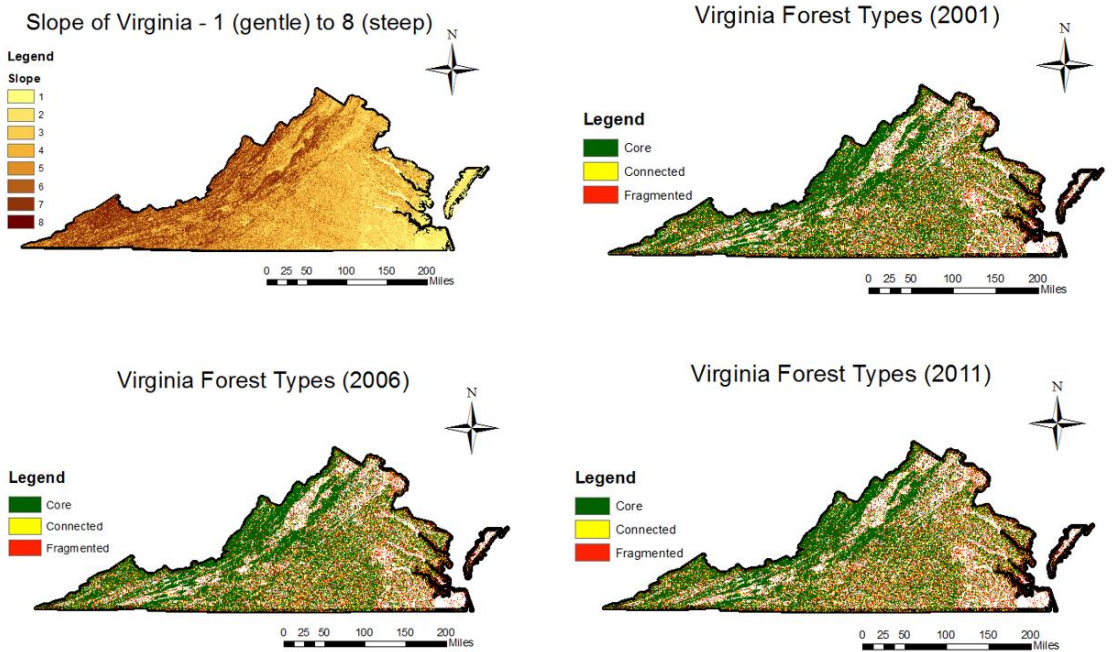 Slope of Virginia - 1 (gentle) to 8 (steep)
N
Legend
Slope
1
2
3
4
5
6
7
8
0 25 50 100 150 200
Miles
Virginia Forest Types (2001)
N
Legend
Core
Connected
Fragmented
0 25 50 100 150 200
Miles
Virginia Forest Types (2006)
N
Legend
Core
Connected
Fragmented
0 25 50 100 150 200
Miles
Virginia Forest Types (2011)
N
Legend
Core
Connected
Fragmented
0 25 50 100 150 200
Miles